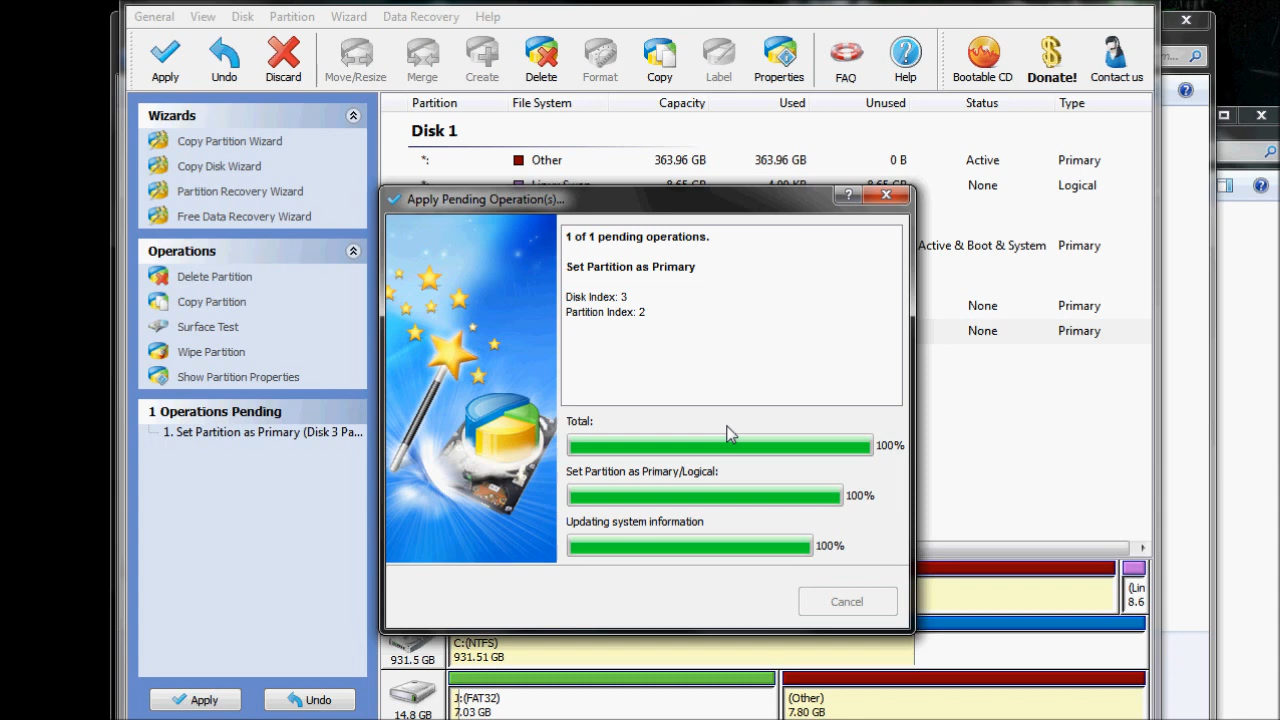 General View Disk Partition Wizard Data Recovery Help
Apply Undo Discard Move/Resize Merge Create Delete Format Copy Label Properties FAQ Help Bootable CD Donate! Contact us
Wizards
Copy Partition Wizard
Copy Disk Wizard
Partition Recovery Wizard
Free Data Recovery Wizard
Operations
Delete Partition
Copy Partition
Surface Test
Wipe Partition
Show Partition Properties
1 Operations Pending
1. Set Partition as Primary (Disk 3 Pa...
Apply Undo
Partition File System Capacity Used Unused Status Type
Disk 1
*: Other 363.96 GB 363.96 GB 0 B Active Primary
None Logical
Active & Boot & System Primary
None Primary
None Primary
Apply Pending Operation(s)...
1 of 1 pending operations.
Set Partition as Primary
Disk Index: 3
Partition Index: 2
Total:
100%
Set Partition as Primary/Logical:
100%
Updating system information
100%
Cancel
(Lin
8.6
931.5 GB
C:(NTFS)
931.51 GB
14.8 GB
J:(FAT32)
7.03 GB
(Other)
7.80 GB